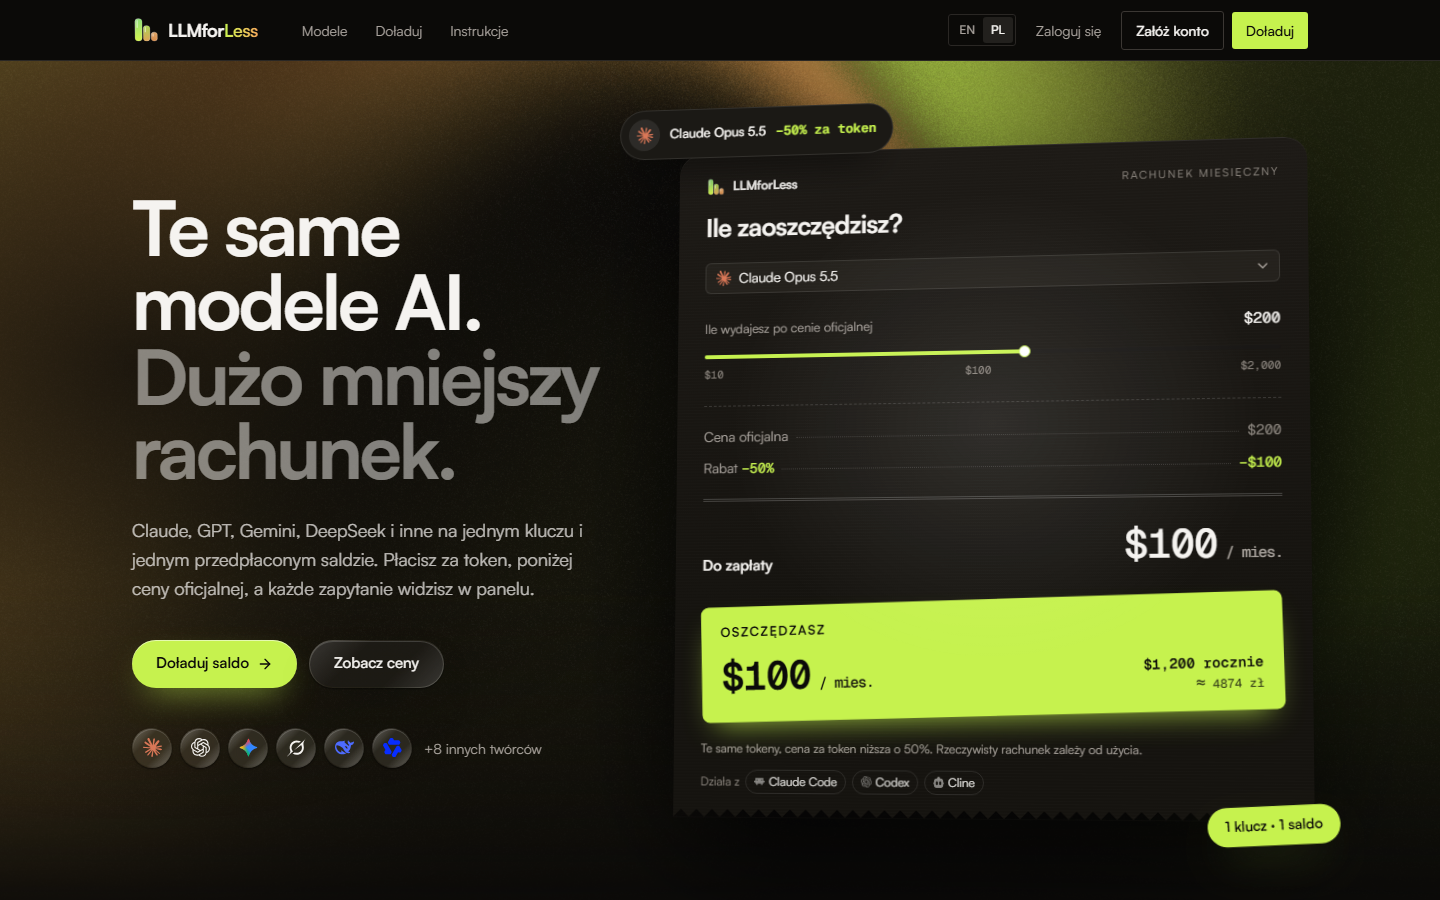 LLMforLess
Modele
Doładuj
Instrukcje
EN
PL
Zaloguj się
Załóż konto
Doładuj
Te same
modele AI.
Dużo mniejszy
rachunek.
Claude, GPT, Gemini, DeepSeek i inne na jednym kluczu i
jednym przedpłaconym saldzie. Płacisz za token, poniżej
ceny oficjalnej, a każde zapytanie widzisz w panelu.
Doładuj saldo →
Zobacz ceny
+8 innych twórców
Claude Opus 5.5 -50% za token
LLMforLess
RACHUNEK MIESIĘCZNY
Ile zaoszczędzisz?
Claude Opus 5.5
Ile wydajesz po cenie oficjalnej
$200
$10
$100
$2,000
Cena oficjalna
$200
Rabat -50%
-$100
Do zapłaty
$100 / mies.
OSZCZĘDZASZ
$100 / mies.
$1,200 rocznie
≈ 4874 zł
Te same tokeny, cena za token niższa o 50%. Rzeczywisty rachunek zależy od użycia.
Działa z
Claude Code
Codex
Cline
1 klucz · 1 saldo